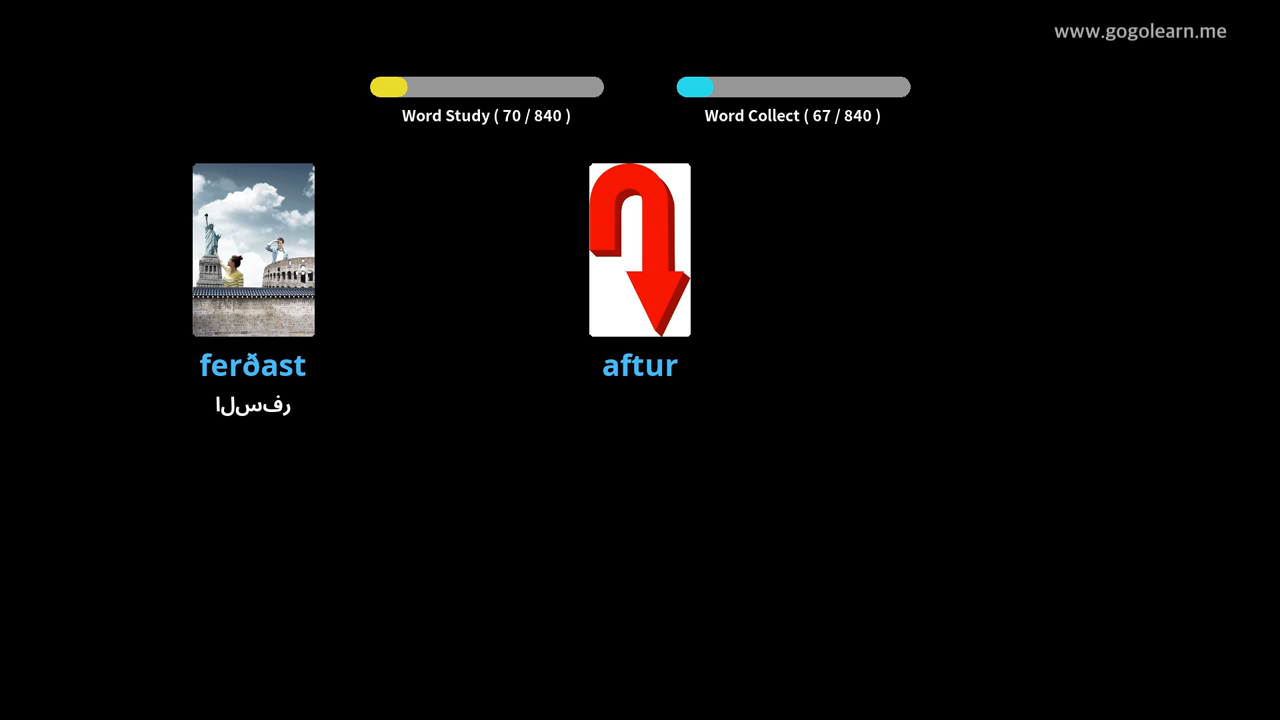 www.gogolearn.me
Word Study ( 70 / 840 )
Word Collect ( 67 / 840 )
ferðast
aftur
السفر